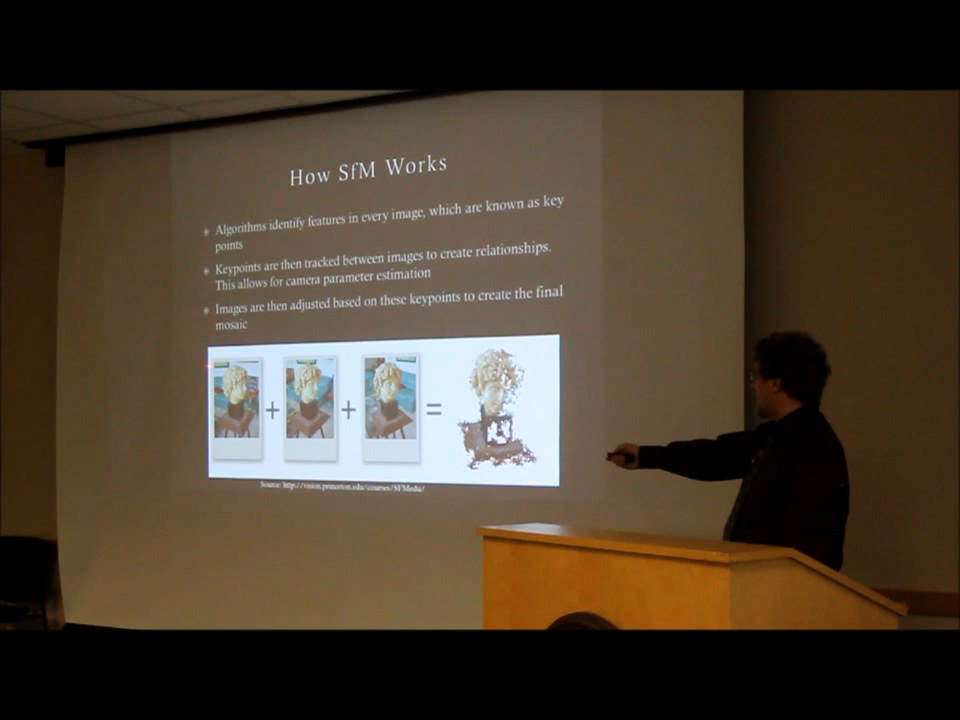 How SfM Works
Algorithms identify features in every image, which are known as key
points
Keypoints are then tracked between images to create relationships.
This allows for camera parameter estimation
Images are then adjusted based on these keypoints to create the final
mosaic
+ + =
Source: http://vision.princeton.edu/courses/SFMedu/